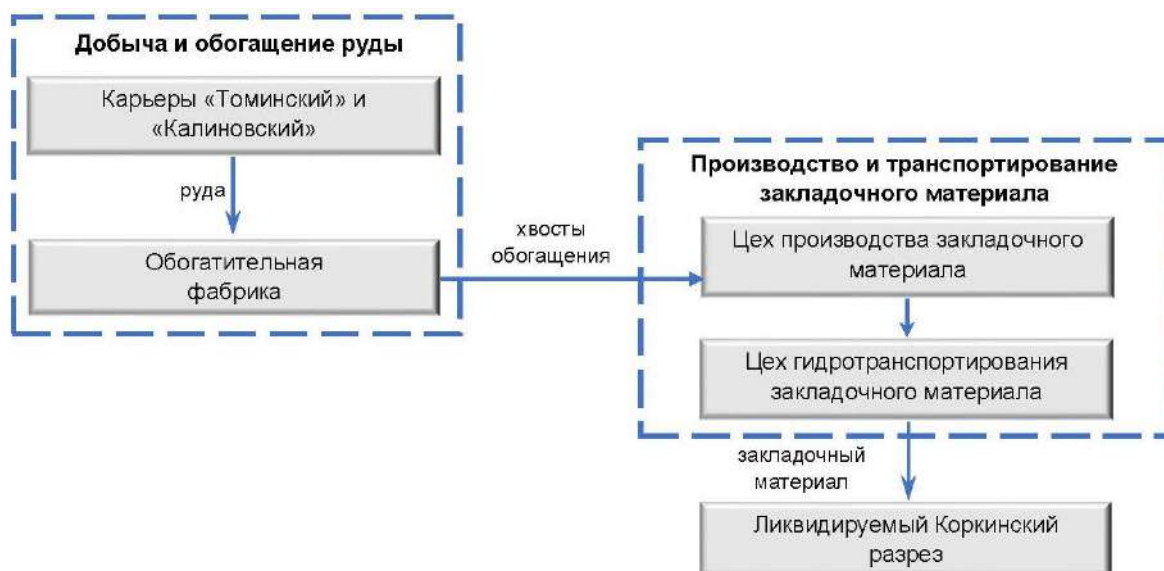 Добыча и обогащение руды
Карьеры «Томинский» и
«Калиновский»
руда
Обогатительная
фабрика
хвосты
обогащения
Производство и транспортирование
закладочного материала
Цех производства закладочного
материала
Цех гидротранспортирования
закладочного материала
закладочный
материал
Ликвидируемый Коркинский
разрез